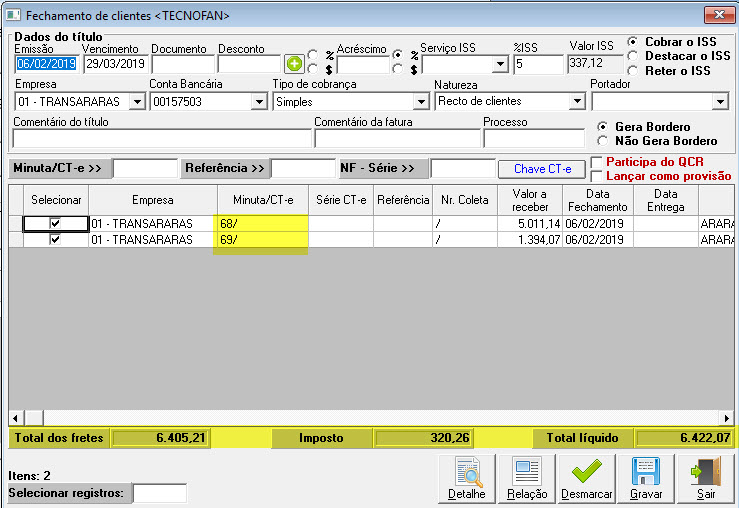 Fechamento de clientes <TECNOFAN>
Dados do título
Emissão Vencimento Documento Desconto % Acréscimo % Serviço ISS %ISS Valor ISS Cobrar o ISS
06/02/2019 29/03/2019 $ $ 5 337,12 Destacar o ISS
Reter o ISS
Empresa Conta Bancária Tipo de cobrança Natureza Portador
01 - TRANSARARAS 00157503 Simples Recto de clientes
Comentário do título Comentário da fatura Processo Gera Bordero
Não Gera Bordero
Minuta/CT-e >> Referência >> NF - Série >> Chave CT-e Participa do QCR
Lançar como provisão
Selecionar Empresa Minuta/CT-e Série CT-e Referência Nr. Coleta Valor a receber Data Fechamento Data Entrega
01 - TRANSARARAS 68/ / 5.011,14 06/02/2019 ARARA
01 - TRANSARARAS 69/ / 1.394,07 06/02/2019 ARARA
Total dos fretes 6.405,21 Imposto 320,26 Total líquido 6.422,07
Itens: 2
Selecionar registros:
Detalhe Relação Desmarcar Gravar Sair